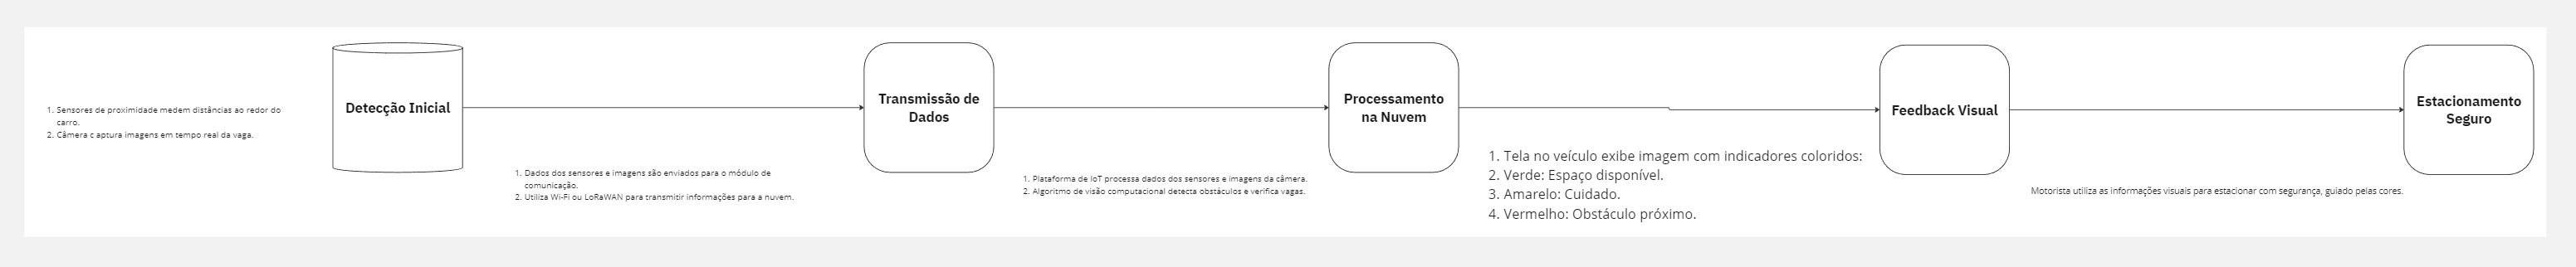 1. Sensores de proximidade medem distâncias ao redor do
carro.
2. Câmera c aptura imagens em tempo real da vaga.
Detecção Inicial
1. Dados dos sensores e imagens são enviados para o módulo de
comunicação.
2. Utiliza Wi-Fi ou LoRaWAN para transmitir informações para a nuvem.
Transmissão de
Dados
1. Plataforma de IoT processa dados dos sensores e imagens da câmera.
2. Algoritmo de visão computacional detecta obstáculos e verifica vagas.
Processamento
na Nuvem
1. Tela no veículo exibe imagem com indicadores coloridos:
2. Verde: Espaço disponível.
3. Amarelo: Cuidado.
4. Vermelho: Obstáculo próximo.
Feedback Visual
Motorista utiliza as informações visuais para estacionar com segurança, guiado pelas cores.
Estacionamento
Seguro